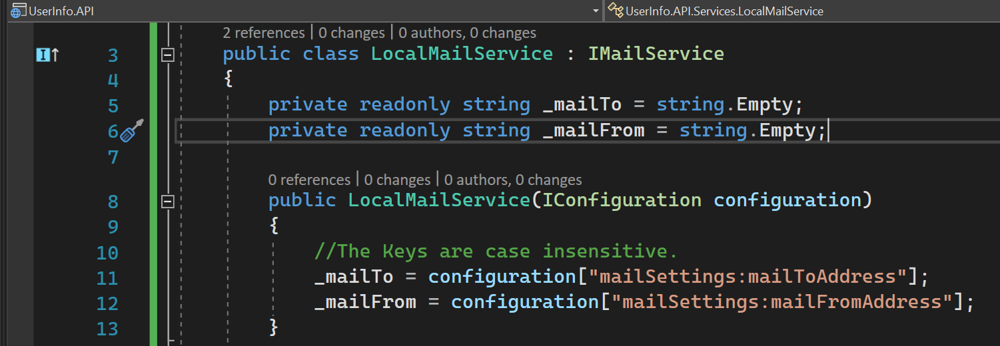 UserInfo.API UserInfo.API.Services.LocalMailService
2 references | 0 changes | 0 authors, 0 changes
3 public class LocalMailService : IMailService
4 {
5 private readonly string _mailTo = string.Empty;
6 private readonly string _mailFrom = string.Empty;
7
0 references | 0 changes | 0 authors, 0 changes
8 public LocalMailService(IConfiguration configuration)
9 {
10 //The Keys are case insensitive.
11 _mailTo = configuration["mailSettings:mailToAddress"];
12 _mailFrom = configuration["mailSettings:mailFromAddress"];
13 }